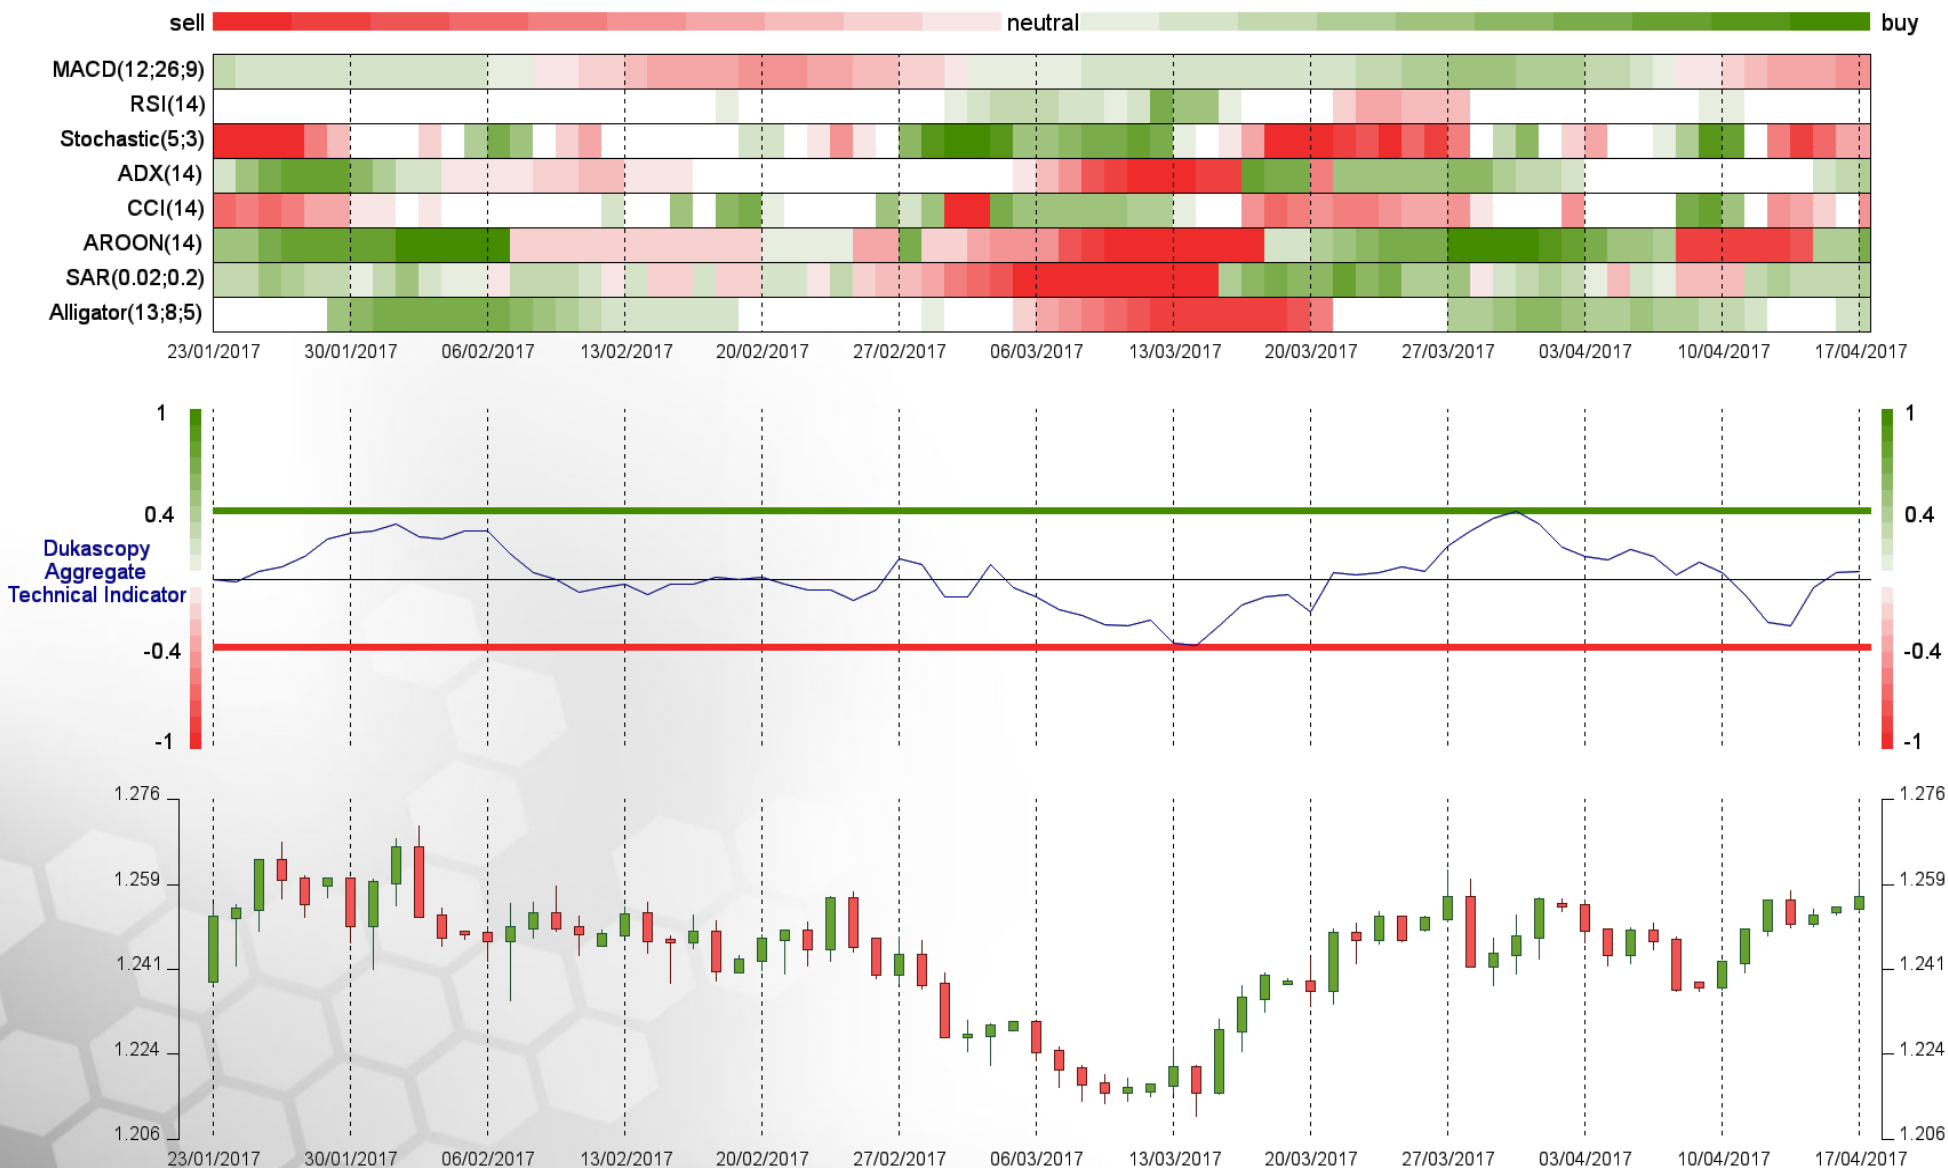 sell neutral buy
MACD(12;26;9)
RSI(14)
Stochastic(5;3)
ADX(14)
CCI(14)
AROON(14)
SAR(0.02;0.2)
Alligator(13;8;5)
23/01/2017 30/01/2017 06/02/2017 13/02/2017 20/02/2017 27/02/2017 06/03/2017 13/03/2017 20/03/2017 27/03/2017 03/04/2017 10/04/2017 17/04/2017
1 1
0.4 0.4
Dukascopy
Aggregate
Technical Indicator
-0.4 -0.4
-1 -1
1.276 1.276
1.259 1.259
1.241 1.241
1.224 1.224
1.206 1.206
23/01/2017 30/01/2017 06/02/2017 13/02/2017 20/02/2017 27/02/2017 06/03/2017 13/03/2017 20/03/2017 27/03/2017 03/04/2017 10/04/2017 17/04/2017